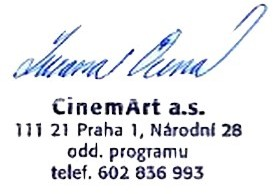 CinemArt a.s.
111 21 Praha 1, Národní 28
odd. programu
telef. 602 836 993